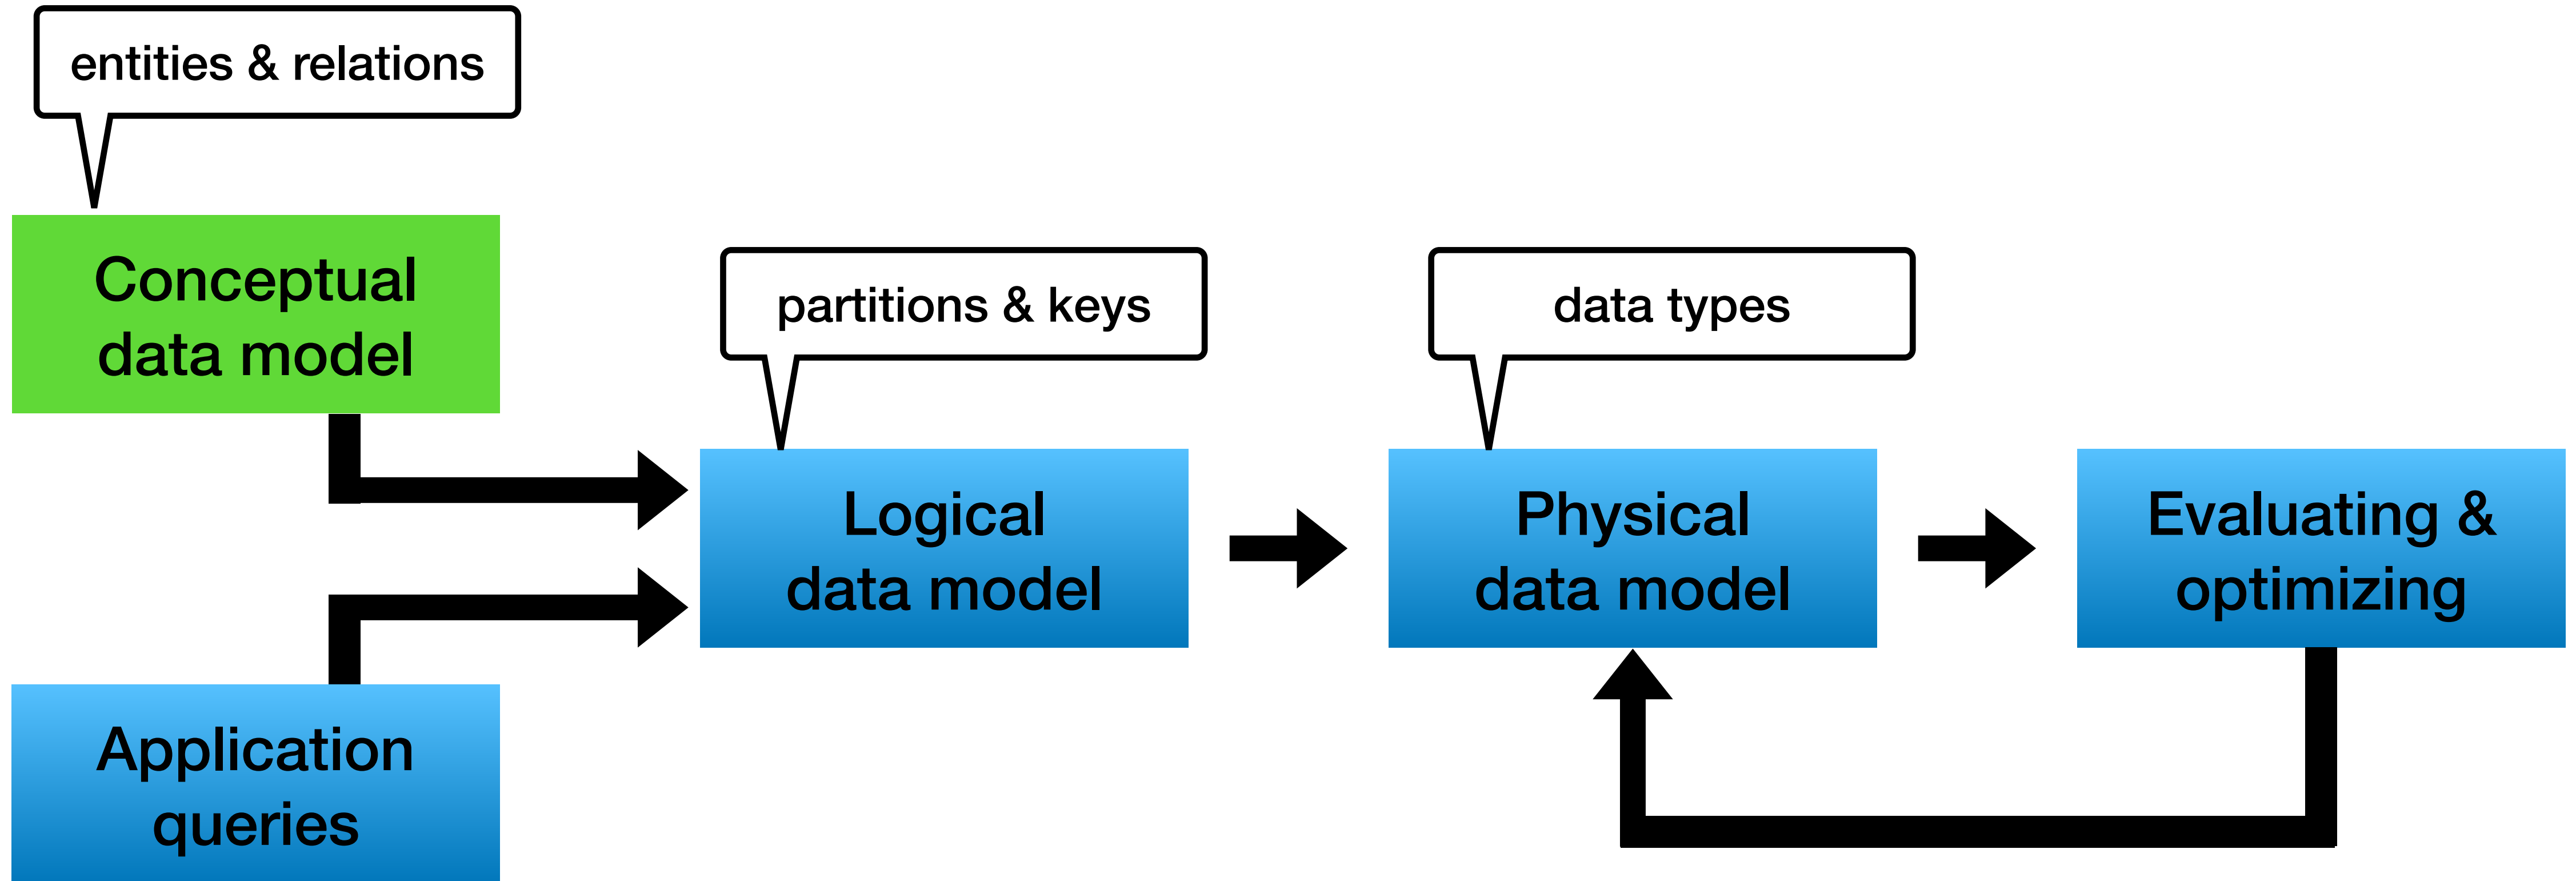 entities & relations
Conceptual
data model
partitions & keys
data types
Logical
data model
Physical
data model
Evaluating &
optimizing
Application
queries